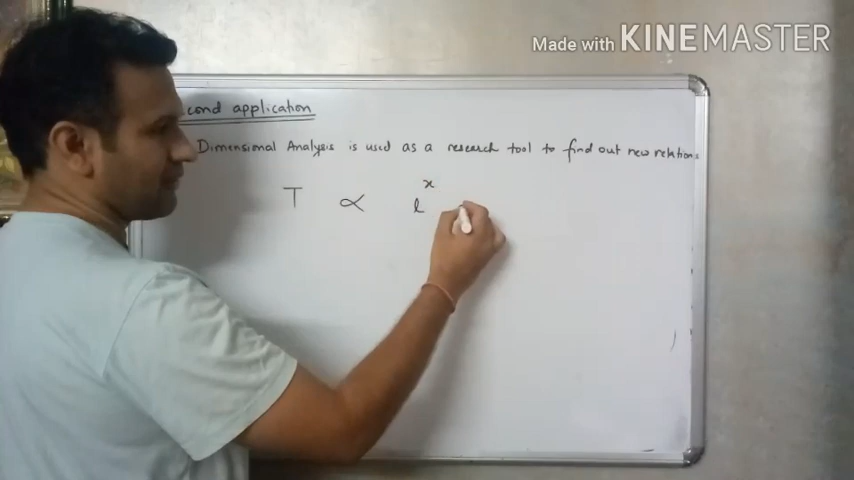 Made with KINEMASTER
cond application
Dimensional Analysis is used as a research tool to find out new relations
T ∝ l^x